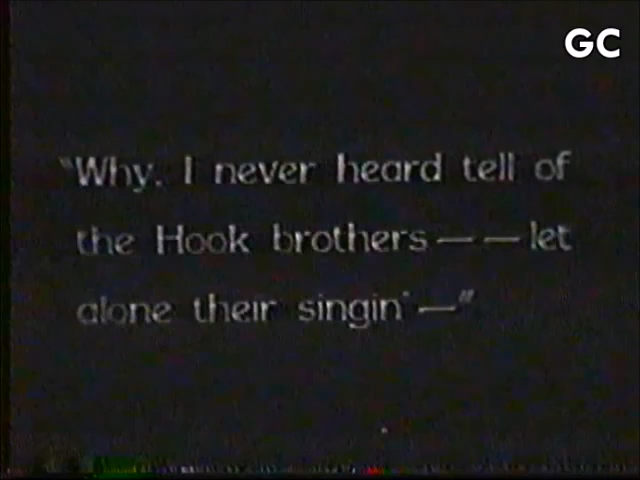 GC
"Why, I never heard tell of
the Hook brothers — — let
alone their singin' —"